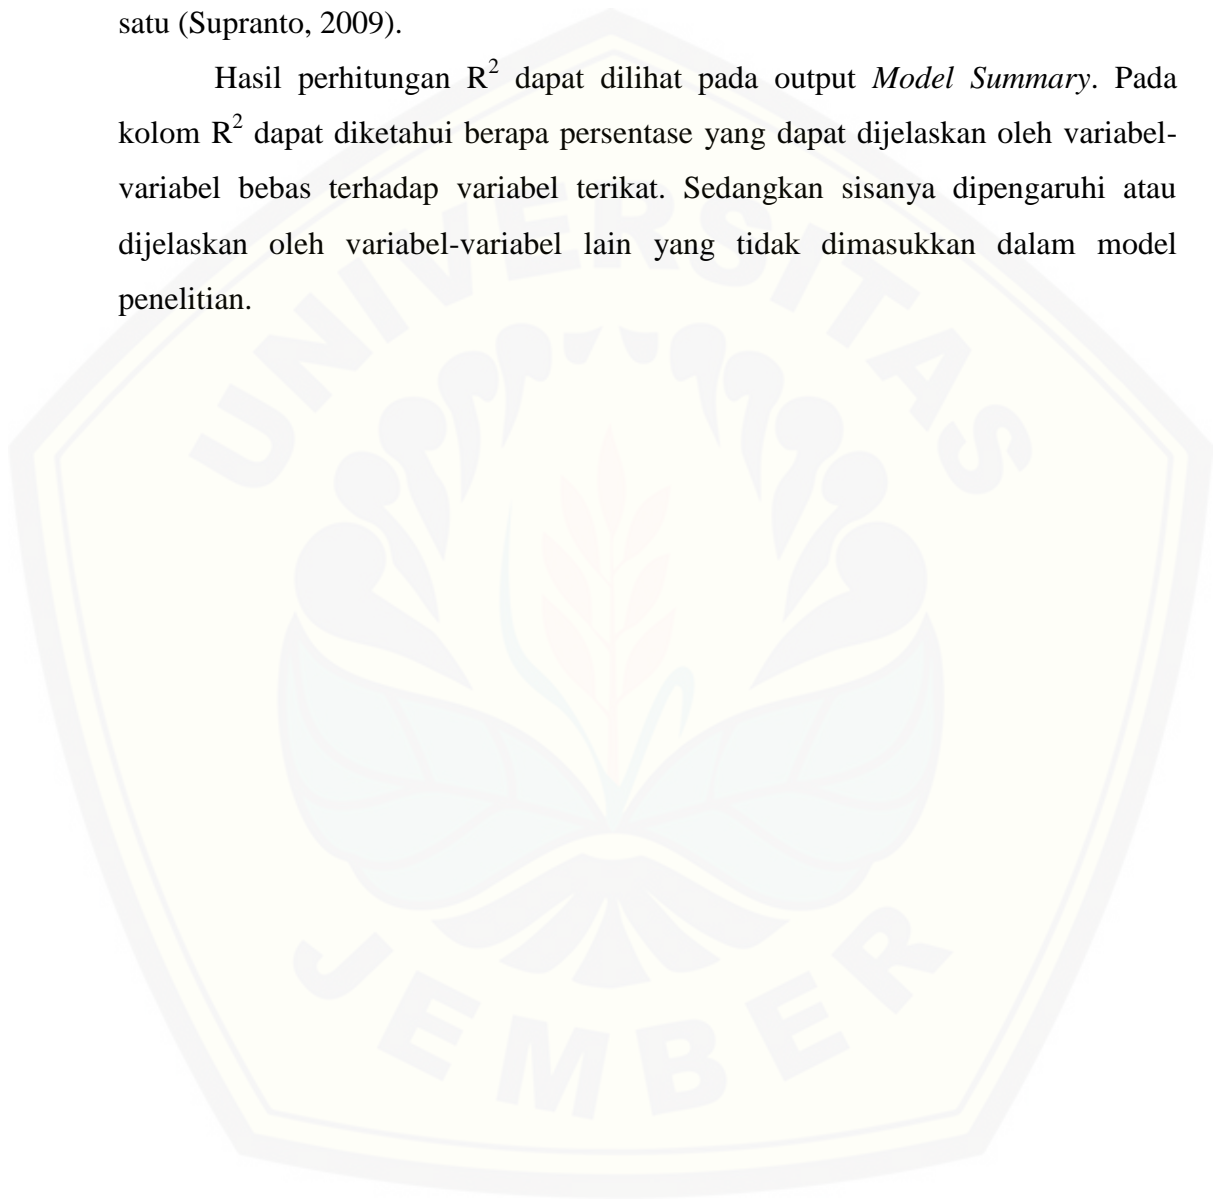 satu (Supranto, 2009).
Hasil perhitungan R² dapat dilihat pada output Model Summary. Pada
kolom R² dapat diketahui berapa persentase yang dapat dijelaskan oleh variabel-
variabel bebas terhadap variabel terikat. Sedangkan sisanya dipengaruhi atau
dijelaskan oleh variabel-variabel lain yang tidak dimasukkan dalam model
penelitian.
UNIVERSITAS
JEMBER